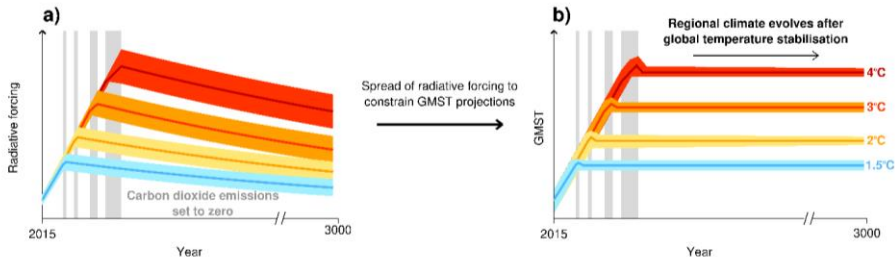 a)
Radiative forcing
Carbon dioxide emissions
set to zero
2015
3000
Year
Spread of radiative forcing to
constrain GMST projections
b)
Regional climate evolves after
global temperature stabilisation
GMST
4°C
3°C
2°C
1.5°C
2015
3000
Year